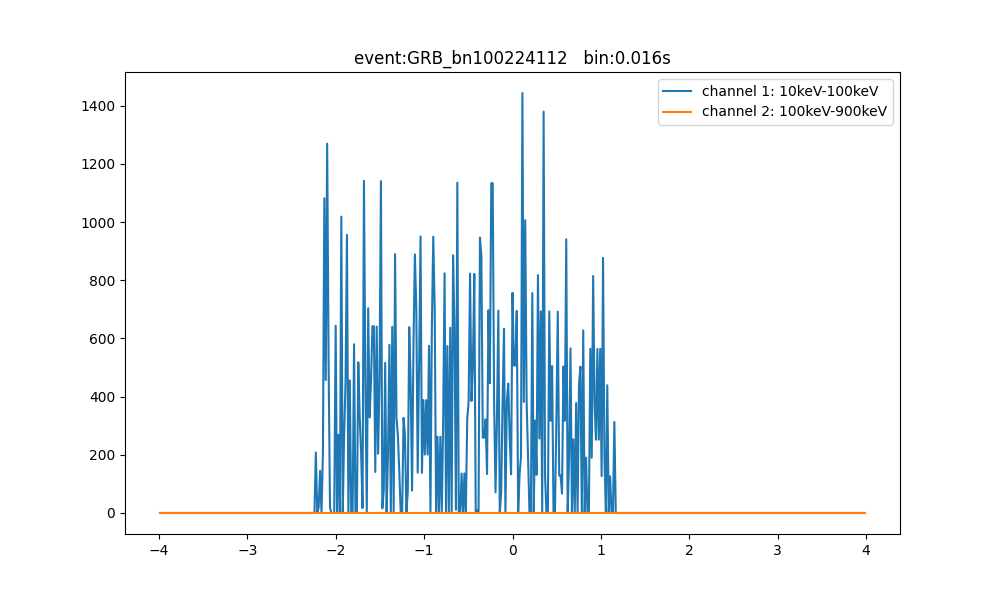 event:GRB_bn100224112   bin:0.016s
channel 1: 10keV-100keV
channel 2: 100keV-900keV
1400
1200
1000
800
600
400
200
0
−4 −3 −2 −1 0 1 2 3 4